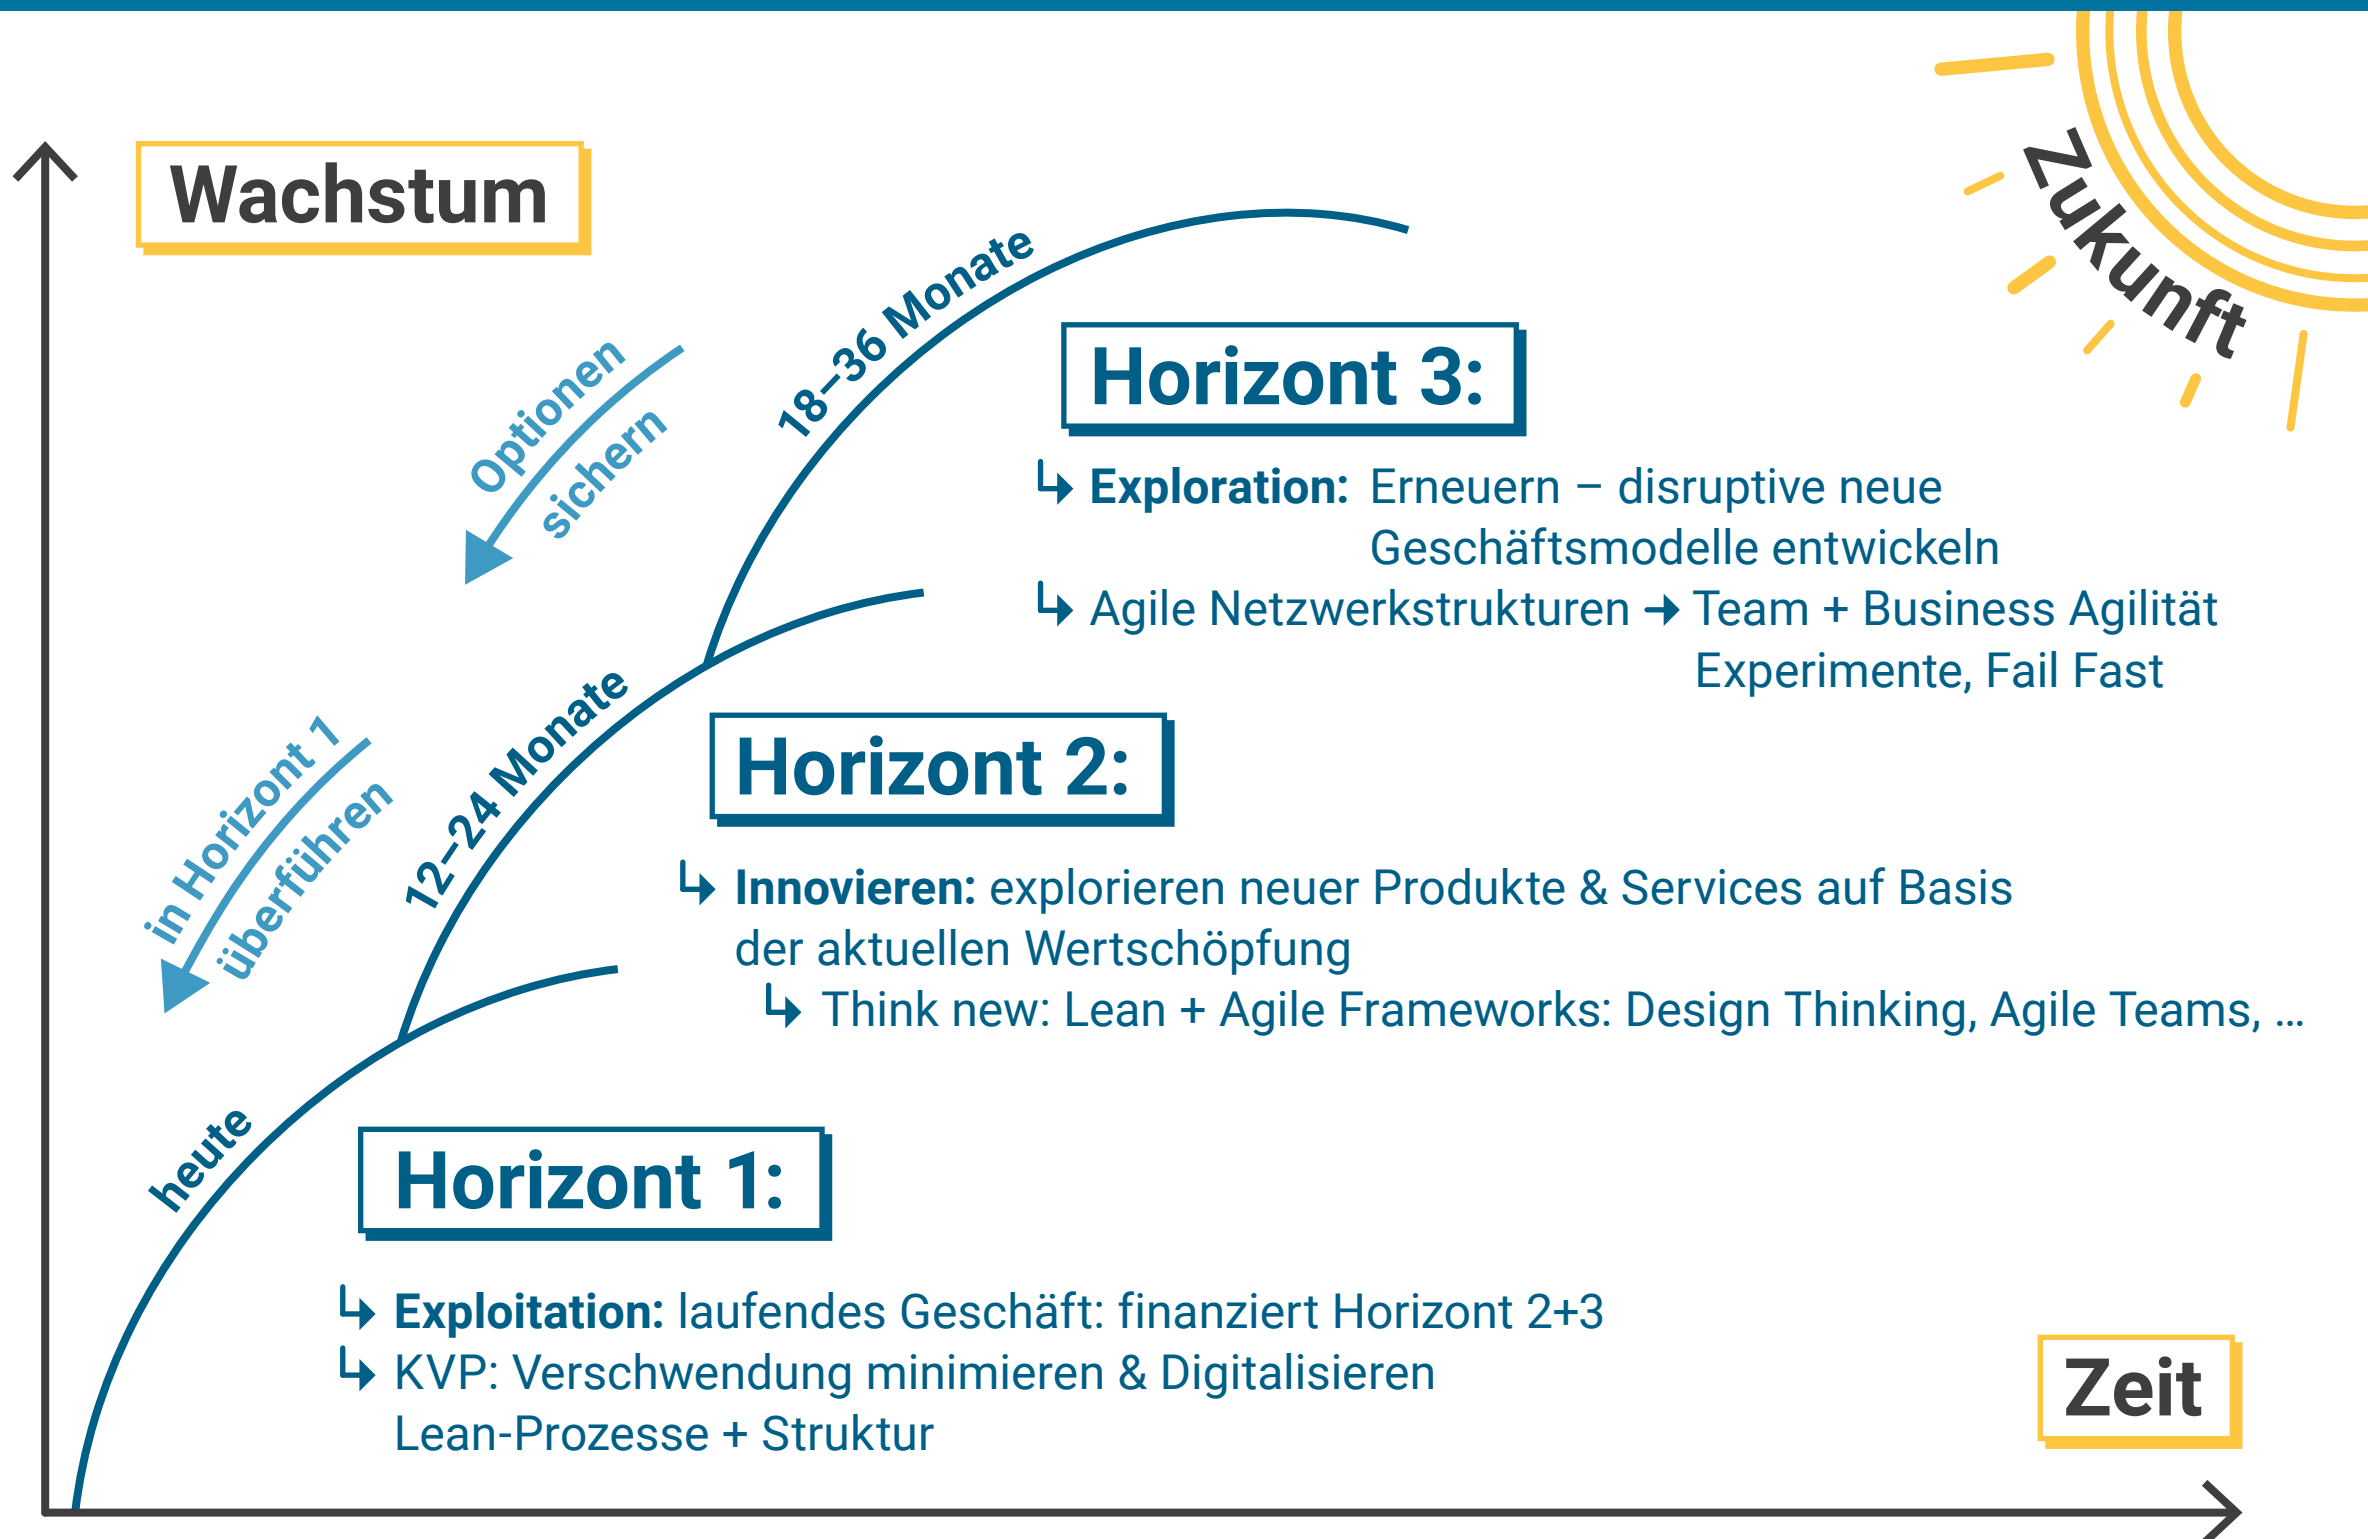 Wachstum
Zukunft
18–36 Monate
Optionen
sichern
Horizont 3:
Exploration: Erneuern – disruptive neue
Geschäftsmodelle entwickeln
Agile Netzwerkstrukturen → Team + Business Agilität
Experimente, Fail Fast
12–24 Monate
in Horizont 1
überführen
Horizont 2:
Innovieren: explorieren neuer Produkte & Services auf Basis
der aktuellen Wertschöpfung
Think new: Lean + Agile Frameworks: Design Thinking, Agile Teams, ...
heute
Horizont 1:
Exploitation: laufendes Geschäft: finanziert Horizont 2+3
KVP: Verschwendung minimieren & Digitalisieren
Lean-Prozesse + Struktur
Zeit